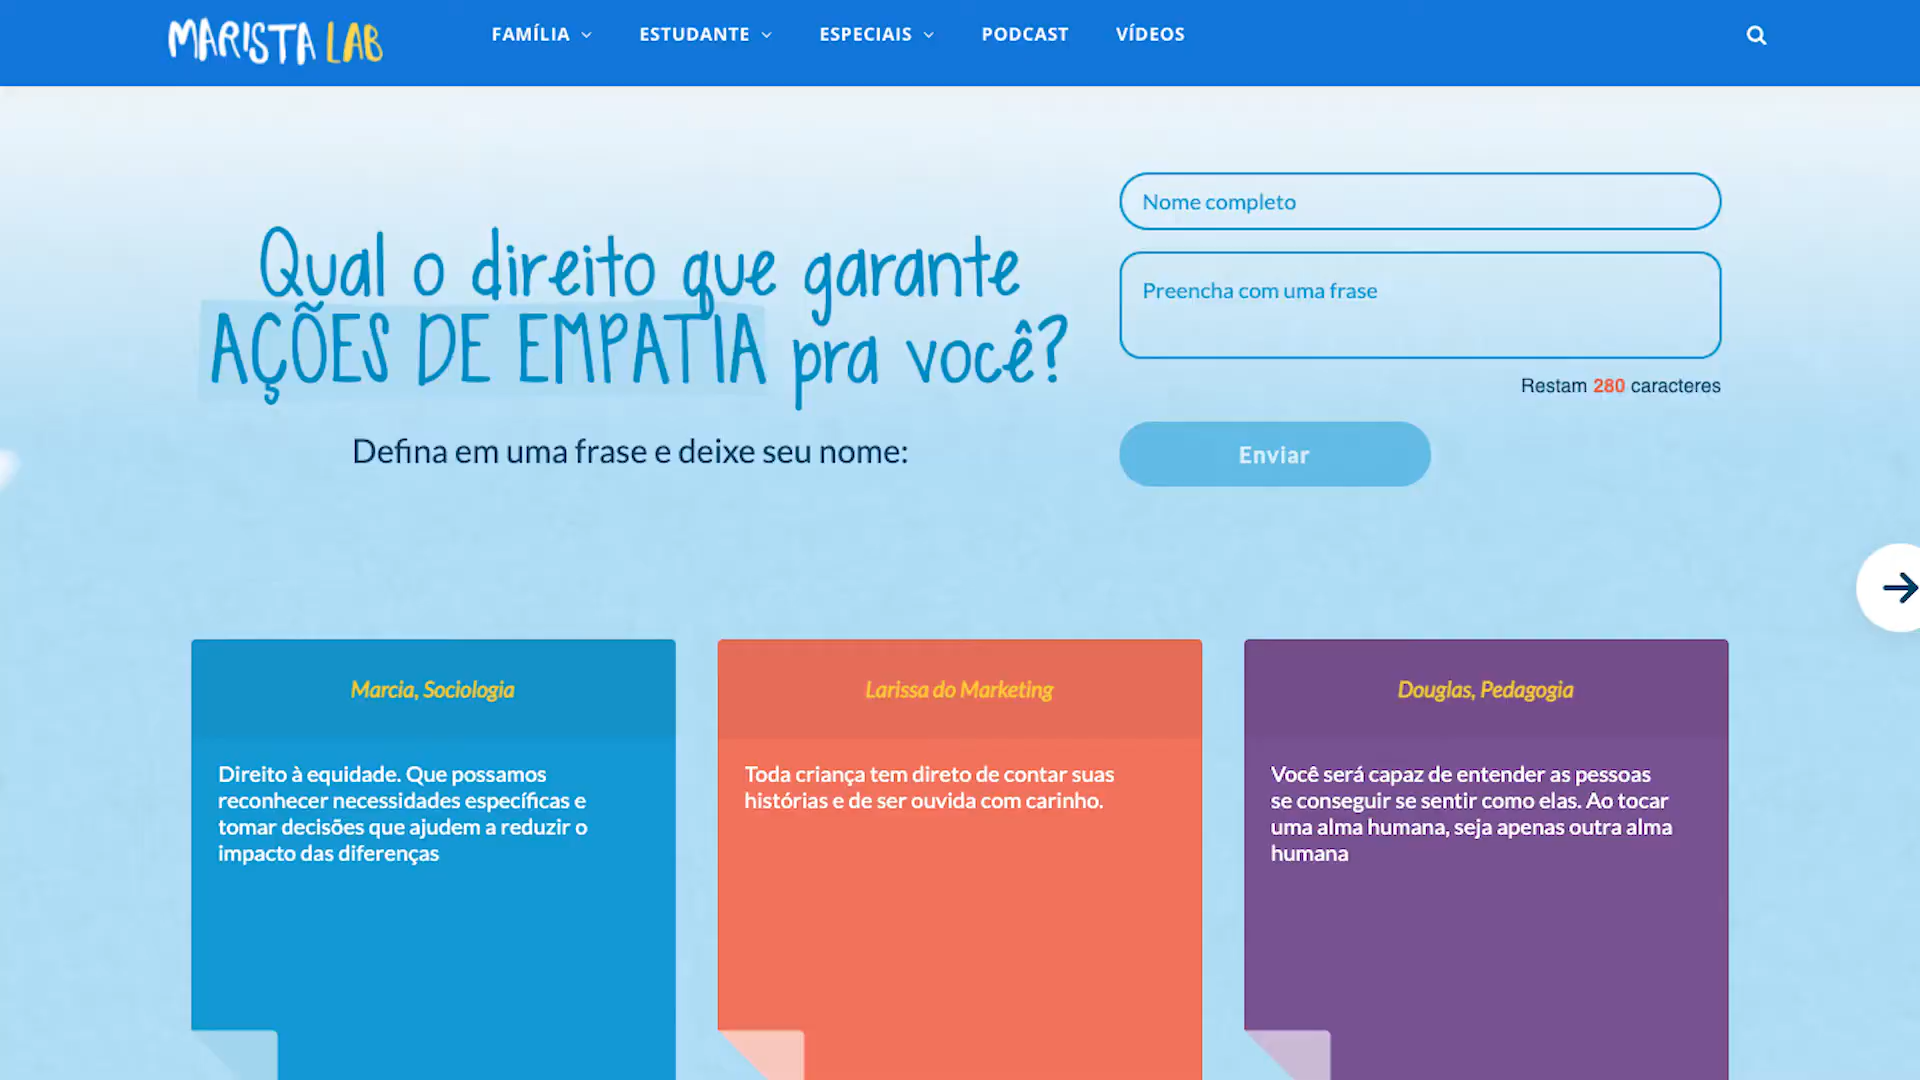 MARISTA LAB
FAMÍLIA
ESTUDANTE
ESPECIAIS
PODCAST
VÍDEOS
Qual o direito que garante
AÇÕES DE EMPATIA pra você?
Defina em uma frase e deixe seu nome:
Nome completo
Preencha com uma frase
Restam 280 caracteres
Enviar
Marcia, Sociologia
Direito à equidade. Que possamos
reconhecer necessidades específicas e
tomar decisões que ajudem a reduzir o
impacto das diferenças
Larissa do Marketing
Toda criança tem direto de contar suas
histórias e de ser ouvida com carinho.
Douglas, Pedagogia
Você será capaz de entender as pessoas
se conseguir se sentir como elas. Ao tocar
uma alma humana, seja apenas outra alma
humana